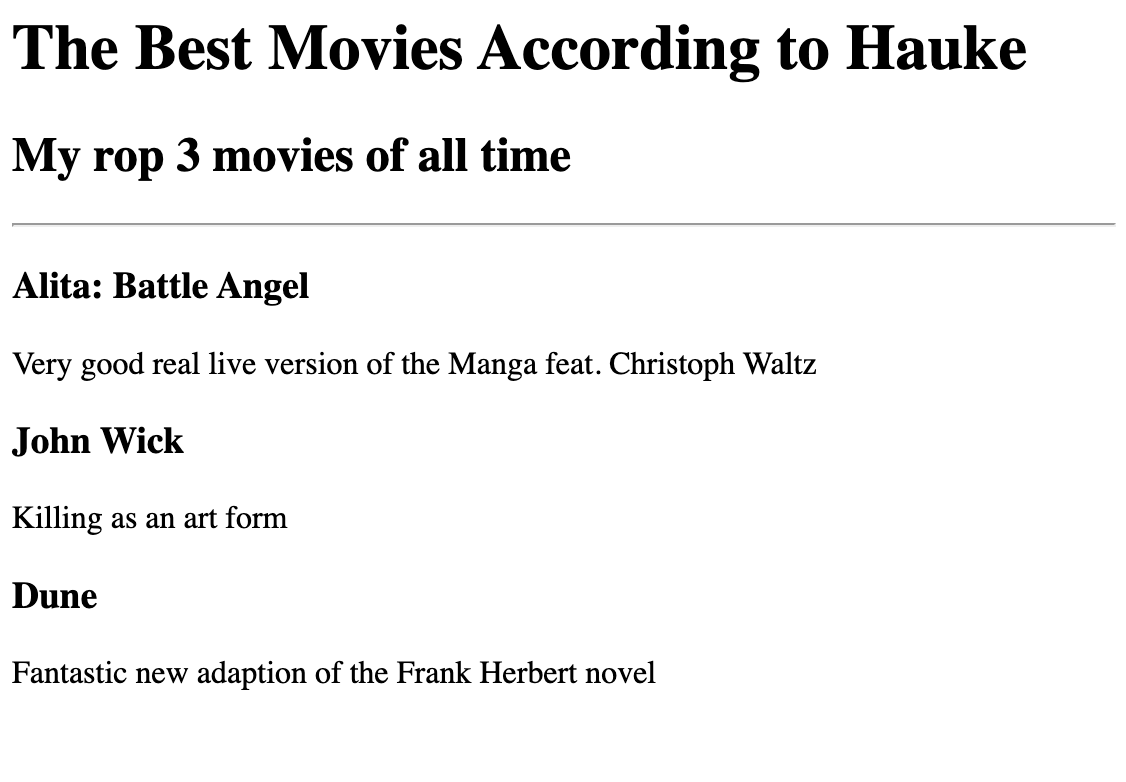 The Best Movies According to Hauke
My rop 3 movies of all time
Alita: Battle Angel
Very good real live version of the Manga feat. Christoph Waltz
John Wick
Killing as an art form
Dune
Fantastic new adaption of the Frank Herbert novel